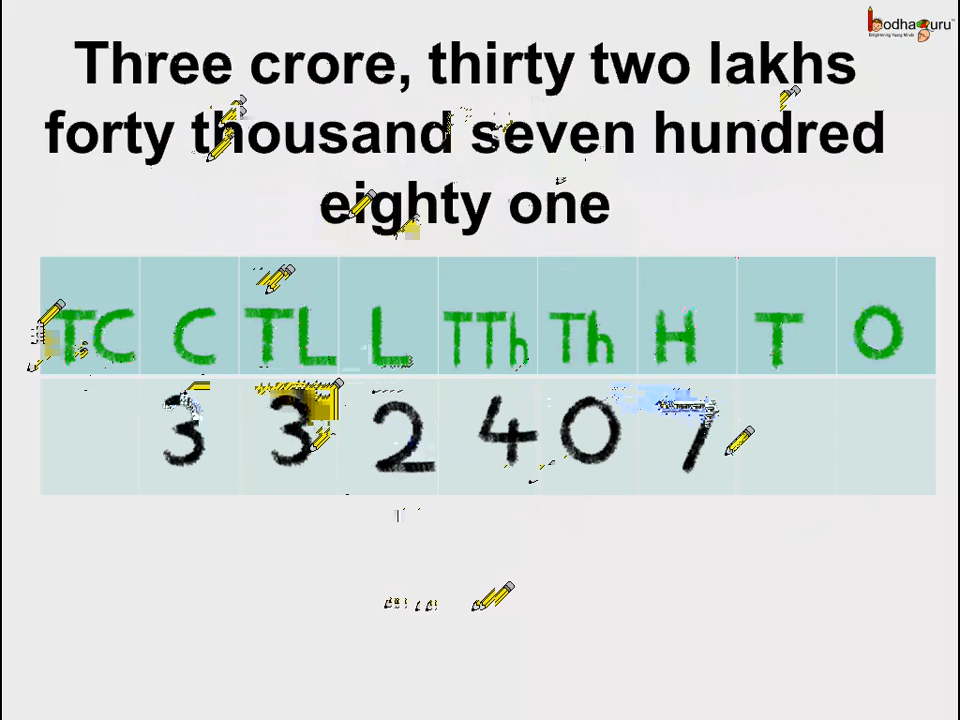 odhaguru
Three crore, thirty two lakhs
forty thousand seven hundred
eighty one
TC C TL L TTh Th H T O
3 3 2 4 0 7